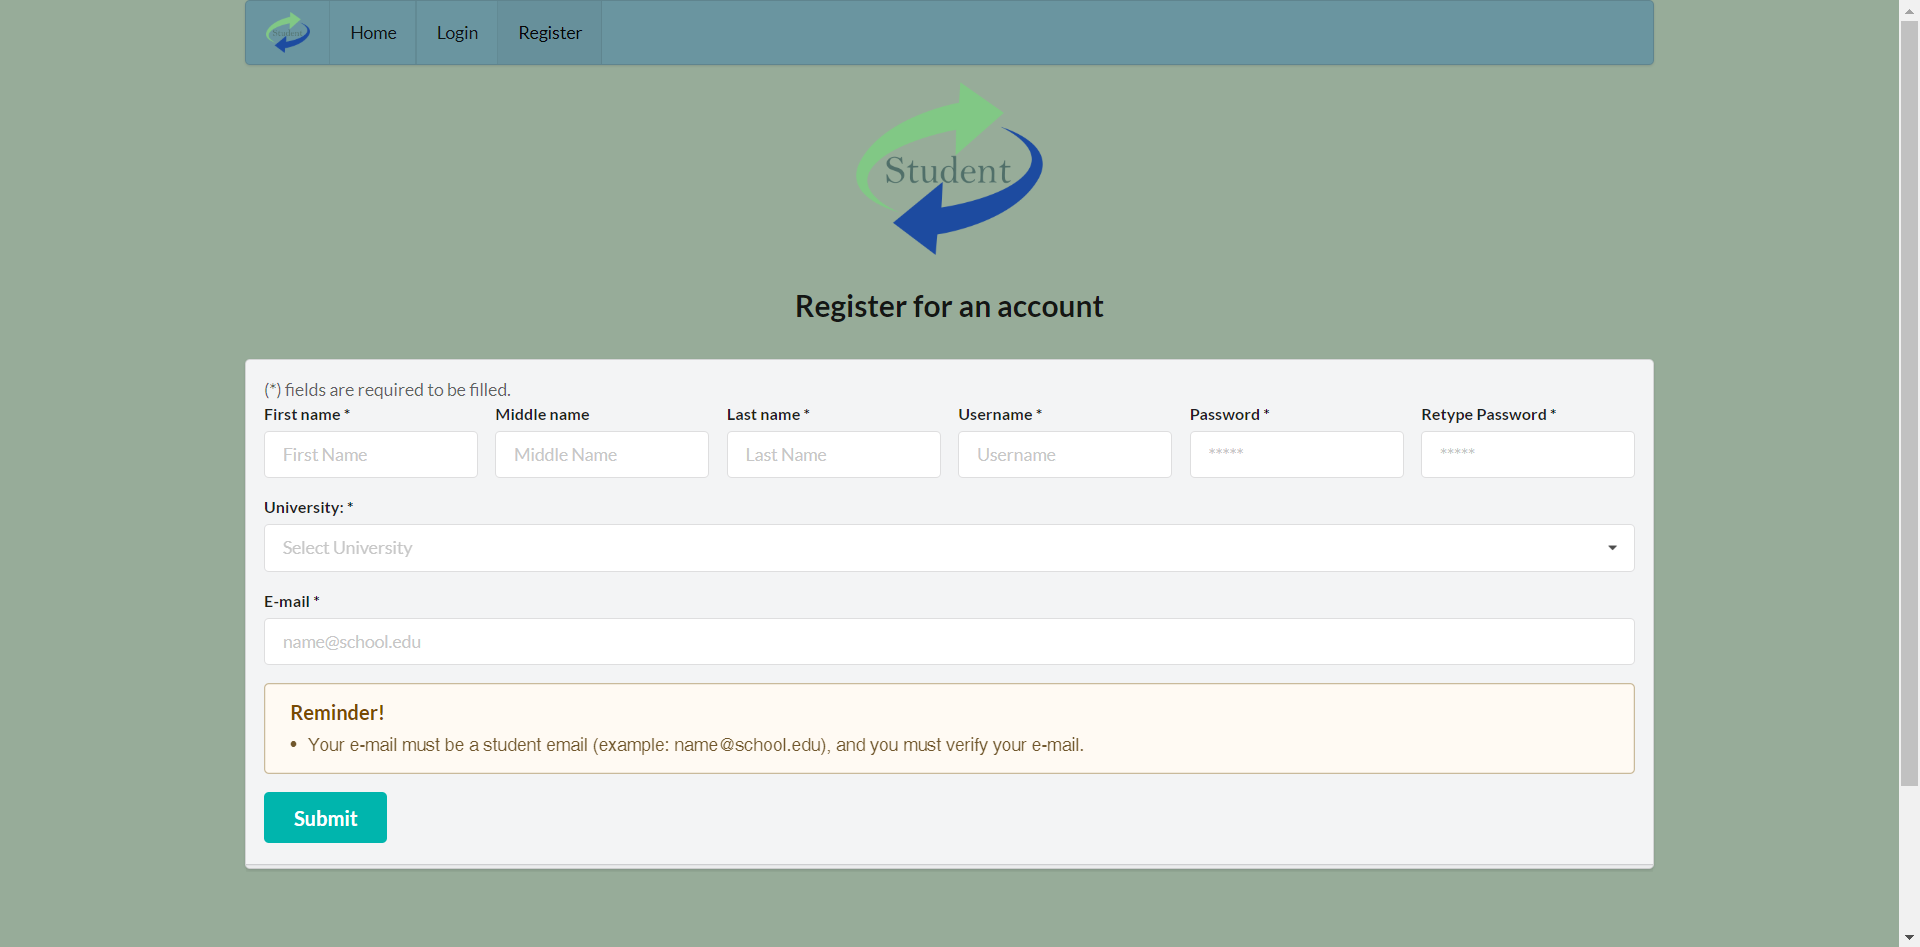 Student
Home
Login
Register
Student
Register for an account
(*) fields are required to be filled.
First name *
Middle name
Last name *
Username *
Password *
Retype Password *
First Name
Middle Name
Last Name
Username
*****
*****
University: *
Select University
E-mail *
name@school.edu
Reminder!
• Your e-mail must be a student email (example: name@school.edu), and you must verify your e-mail.
Submit